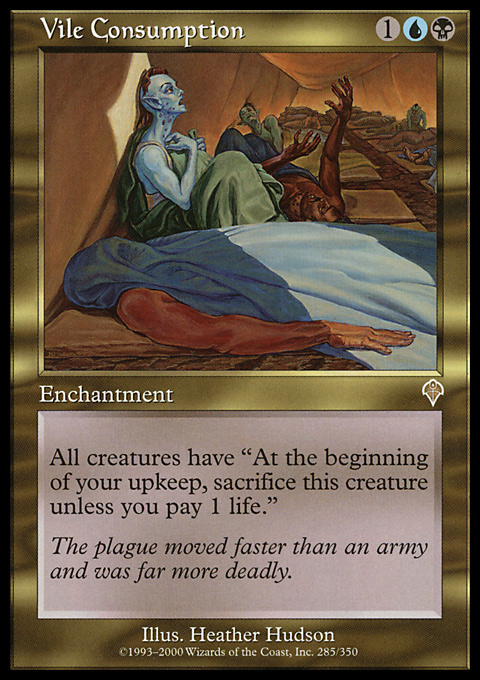 Vile Consumption 1
Enchantment
All creatures have “At the beginning
of your upkeep, sacrifice this creature
unless you pay 1 life.”
The plague moved faster than an army
and was far more deadly.
Illus. Heather Hudson
©1993–2000 Wizards of the Coast, Inc. 285/350